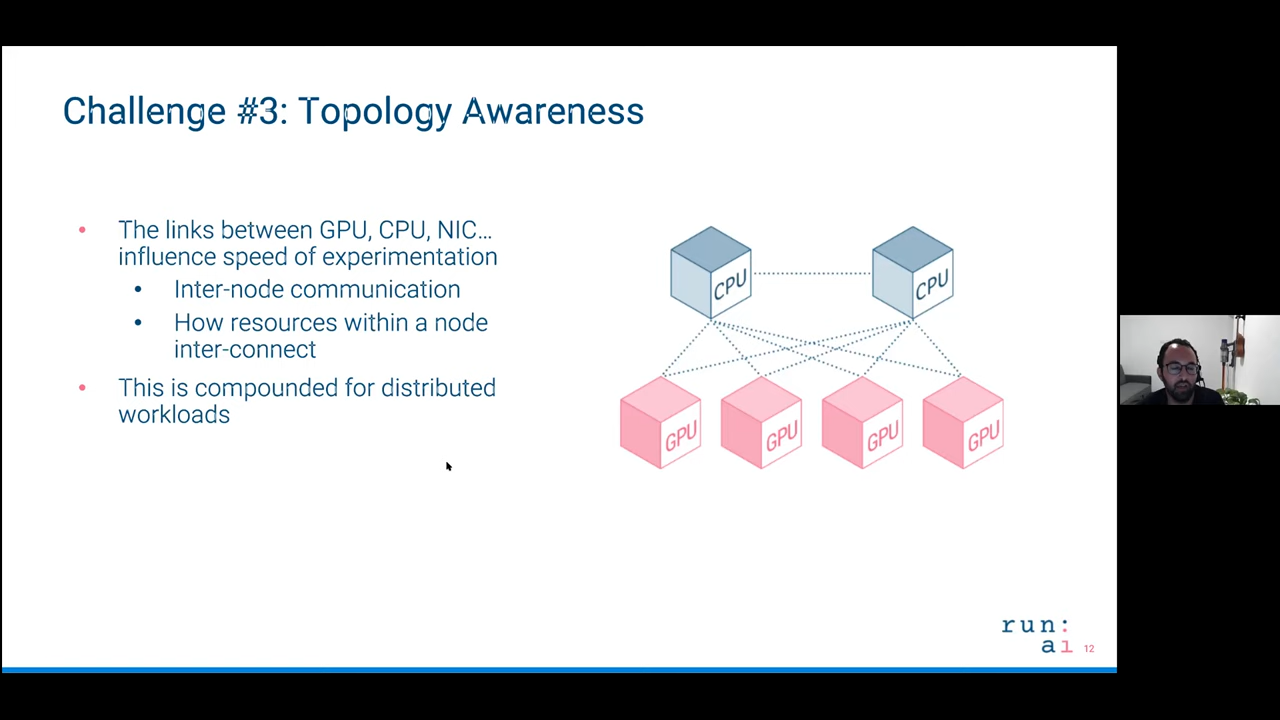 Challenge #3: Topology Awareness
The links between GPU, CPU, NIC…
influence speed of experimentation
Inter-node communication
How resources within a node
inter-connect
This is compounded for distributed
workloads
CPU
CPU
GPU
GPU
GPU
GPU
run:
ai
12